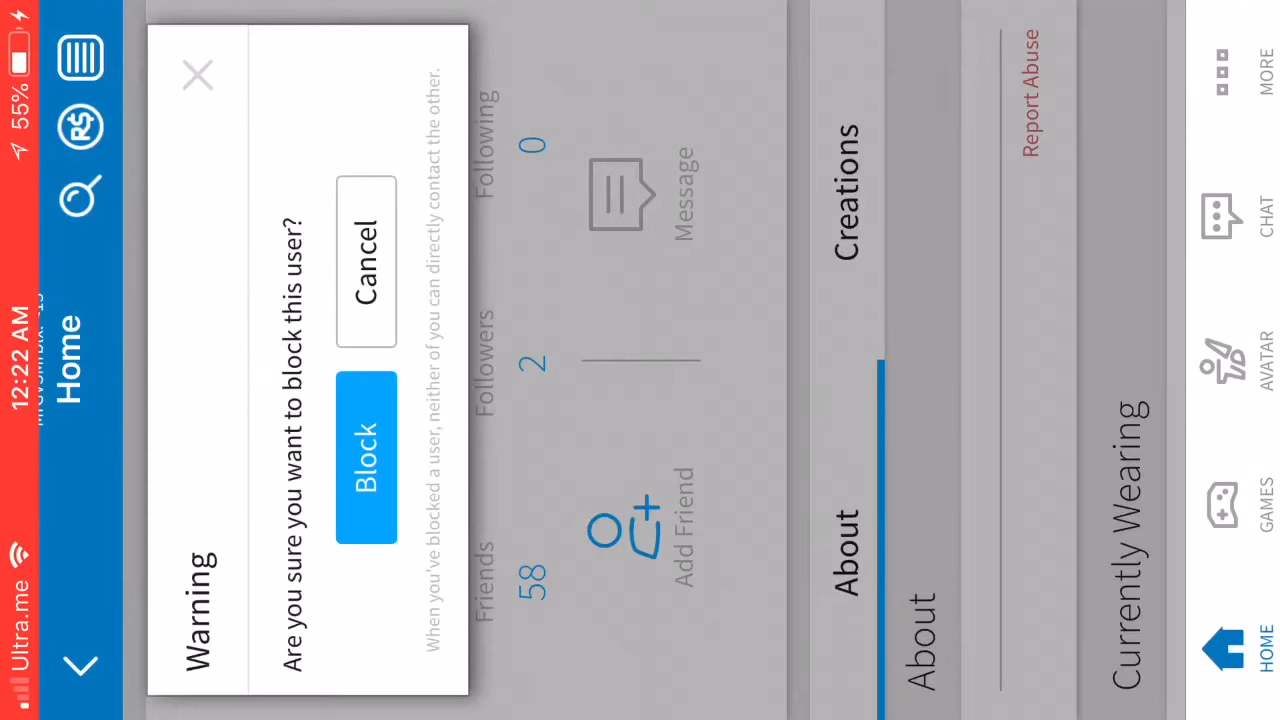 Ultra.me 12:22 AM 55%
Home R$
Warning
Are you sure you want to block this user?
Block Cancel
When you've blocked a user, neither of you can directly contact the other.
Friends Followers Following
58 2 0
Add Friend Message
About Creations
About
Report Abuse
Currently Wearing
HOME GAMES AVATAR CHAT MORE